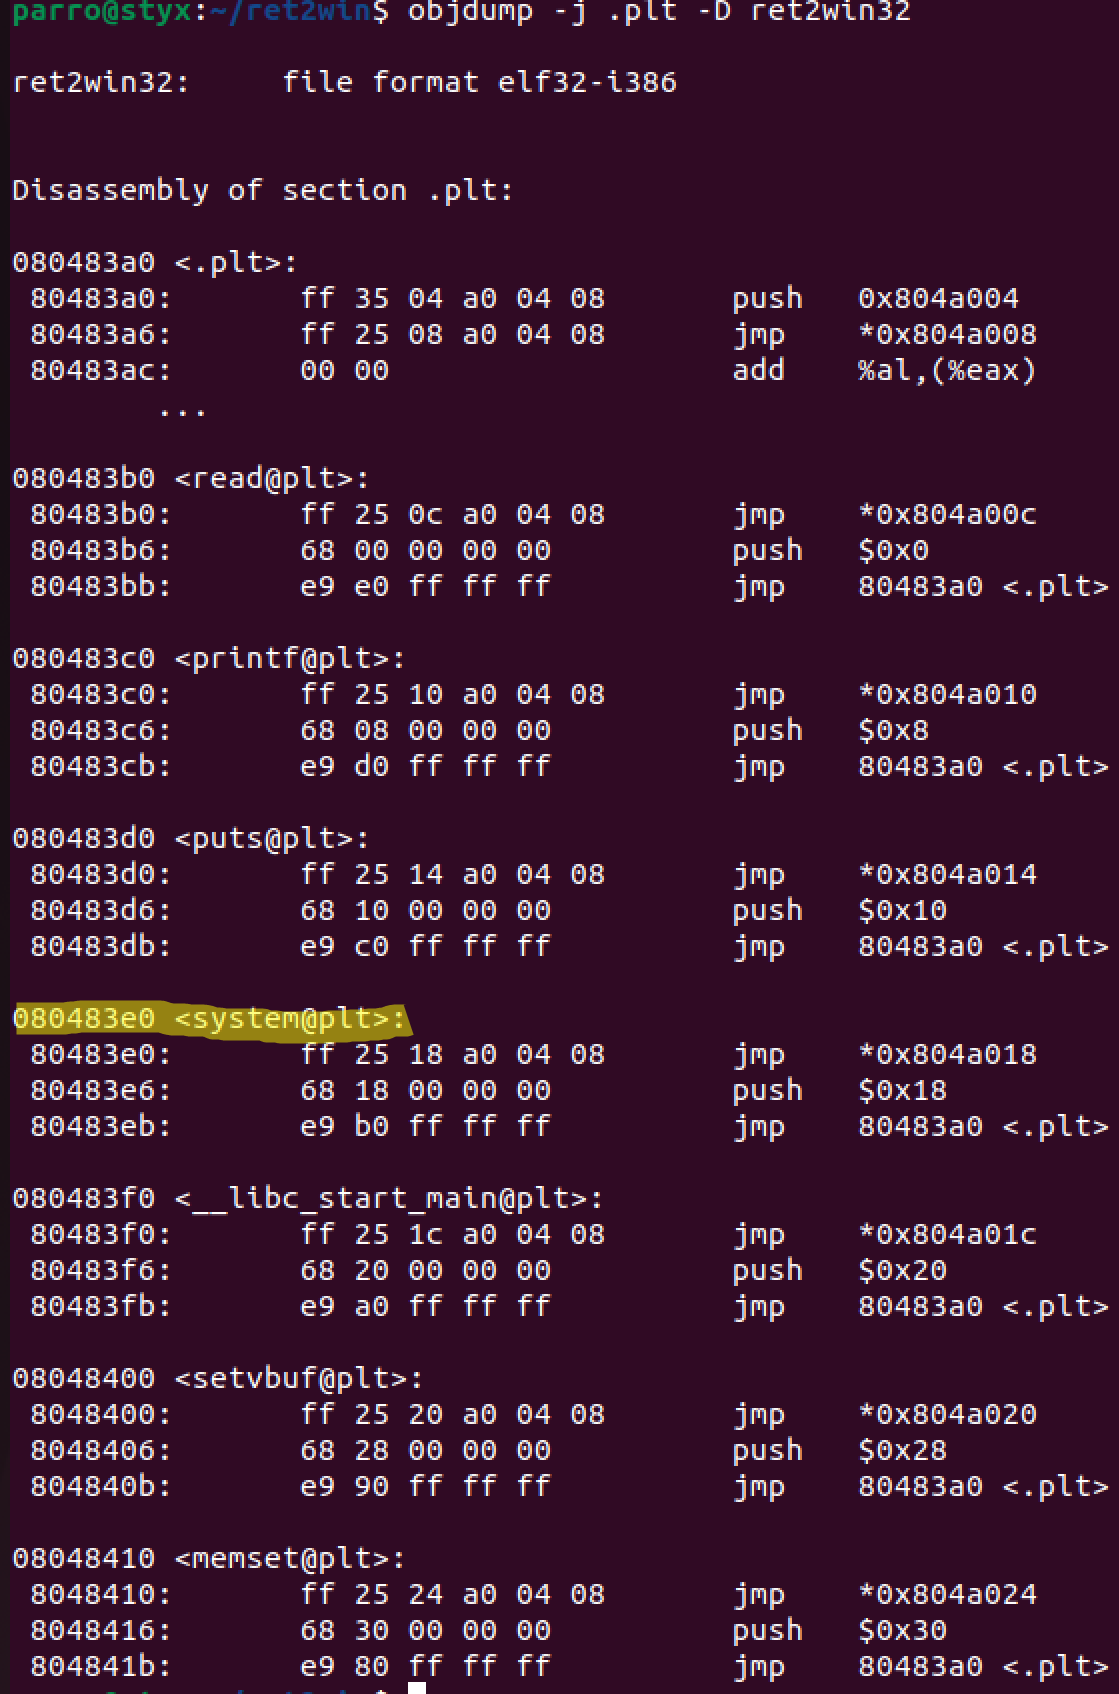 parro@styx:~/ret2win$ objdump -j .plt -D ret2win32
ret2win32:     file format elf32-i386
Disassembly of section .plt:
080483a0 <.plt>:
 80483a0:	ff 35 04 a0 04 08    	push   0x804a004
 80483a6:	ff 25 08 a0 04 08    	jmp    *0x804a008
 80483ac:	00 00                	add    %al,(%eax)
	...
080483b0 <read@plt>:
 80483b0:	ff 25 0c a0 04 08    	jmp    *0x804a00c
 80483b6:	68 00 00 00 00       	push   $0x0
 80483bb:	e9 e0 ff ff ff       	jmp    80483a0 <.plt>
080483c0 <printf@plt>:
 80483c0:	ff 25 10 a0 04 08    	jmp    *0x804a010
 80483c6:	68 08 00 00 00       	push   $0x8
 80483cb:	e9 d0 ff ff ff       	jmp    80483a0 <.plt>
080483d0 <puts@plt>:
 80483d0:	ff 25 14 a0 04 08    	jmp    *0x804a014
 80483d6:	68 10 00 00 00       	push   $0x10
 80483db:	e9 c0 ff ff ff       	jmp    80483a0 <.plt>
080483e0 <system@plt>:
 80483e0:	ff 25 18 a0 04 08    	jmp    *0x804a018
 80483e6:	68 18 00 00 00       	push   $0x18
 80483eb:	e9 b0 ff ff ff       	jmp    80483a0 <.plt>
080483f0 <__libc_start_main@plt>:
 80483f0:	ff 25 1c a0 04 08    	jmp    *0x804a01c
 80483f6:	68 20 00 00 00       	push   $0x20
 80483fb:	e9 a0 ff ff ff       	jmp    80483a0 <.plt>
08048400 <setvbuf@plt>:
 8048400:	ff 25 20 a0 04 08    	jmp    *0x804a020
 8048406:	68 28 00 00 00       	push   $0x28
 804840b:	e9 90 ff ff ff       	jmp    80483a0 <.plt>
08048410 <memset@plt>:
 8048410:	ff 25 24 a0 04 08    	jmp    *0x804a024
 8048416:	68 30 00 00 00       	push   $0x30
 804841b:	e9 80 ff ff ff       	jmp    80483a0 <.plt>